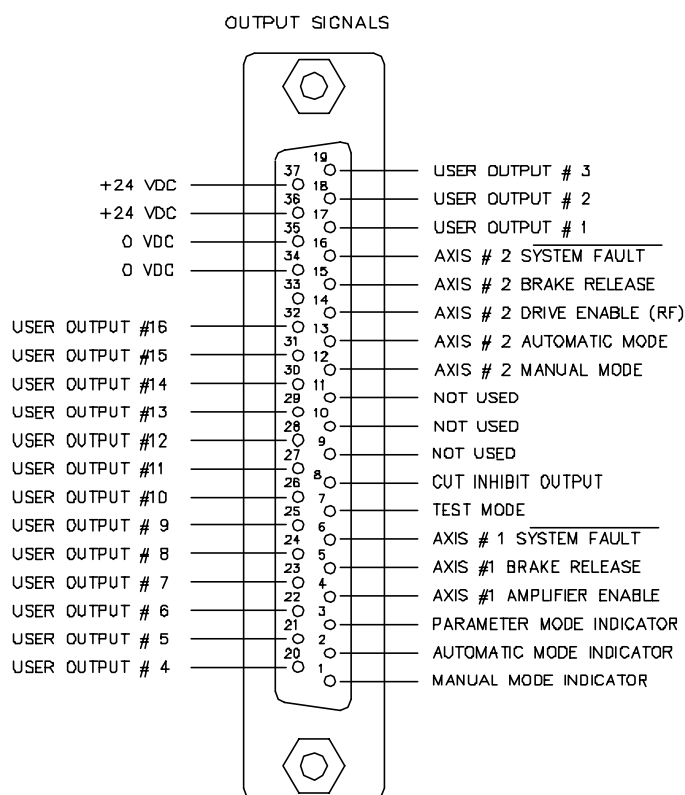 OUTPUT SIGNALS
19
37
USER OUTPUT # 3
+24 VDC
18
36
USER OUTPUT # 2
+24 VDC
17
35
USER OUTPUT # 1
0 VDC
16
34
AXIS # 2 SYSTEM FAULT
0 VDC
15
33
AXIS # 2 BRAKE RELEASE
14
32
AXIS # 2 DRIVE ENABLE (RF)
USER OUTPUT #16
13
31
AXIS # 2 AUTOMATIC MODE
USER OUTPUT #15
12
30
AXIS # 2 MANUAL MODE
USER OUTPUT #14
11
29
NOT USED
USER OUTPUT #13
10
28
NOT USED
USER OUTPUT #12
9
27
NOT USED
USER OUTPUT #11
8
26
CUT INHIBIT OUTPUT
USER OUTPUT #10
7
25
TEST MODE
USER OUTPUT # 9
6
24
AXIS # 1 SYSTEM FAULT
USER OUTPUT # 8
5
23
AXIS #1 BRAKE RELEASE
USER OUTPUT # 7
4
22
AXIS #1 AMPLIFIER ENABLE
USER OUTPUT # 6
3
21
PARAMETER MODE INDICATOR
USER OUTPUT # 5
2
20
AUTOMATIC MODE INDICATOR
USER OUTPUT # 4
1
MANUAL MODE INDICATOR